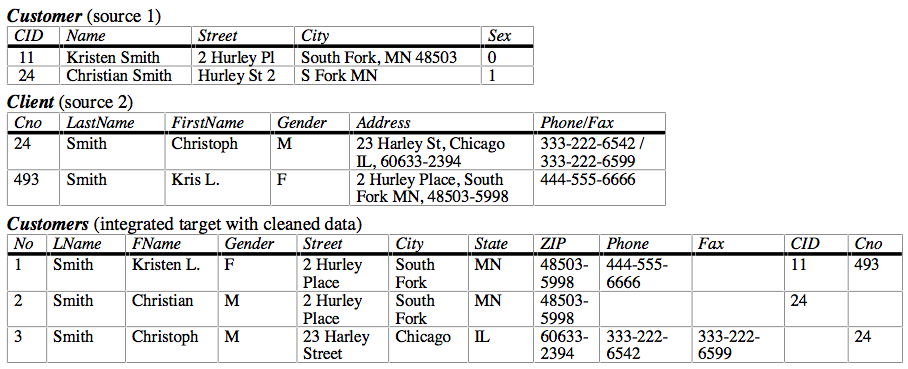 Customer (source 1)
CID Name Street City Sex
11 Kristen Smith 2 Hurley Pl South Fork, MN 48503 0
24 Christian Smith Hurley St 2 S Fork MN 1
Client (source 2)
Cno LastName FirstName Gender Address Phone/Fax
24 Smith Christoph M 23 Harley St, Chicago 333-222-6542 /
IL, 60633-2394 333-222-6599
493 Smith Kris L. F 2 Hurley Place, South 444-555-6666
Fork MN, 48503-5998
Customers (integrated target with cleaned data)
No LName FName Gender Street City State ZIP Phone Fax CID Cno
1 Smith Kristen L. F 2 Hurley South MN 48503- 444-555- 11 493
Place Fork 5998 6666
2 Smith Christian M 2 Hurley South MN 48503- 24
Place Fork 5998
3 Smith Christoph M 23 Harley Chicago IL 60633- 333-222- 333-222- 24
Street 2394 6542 6599